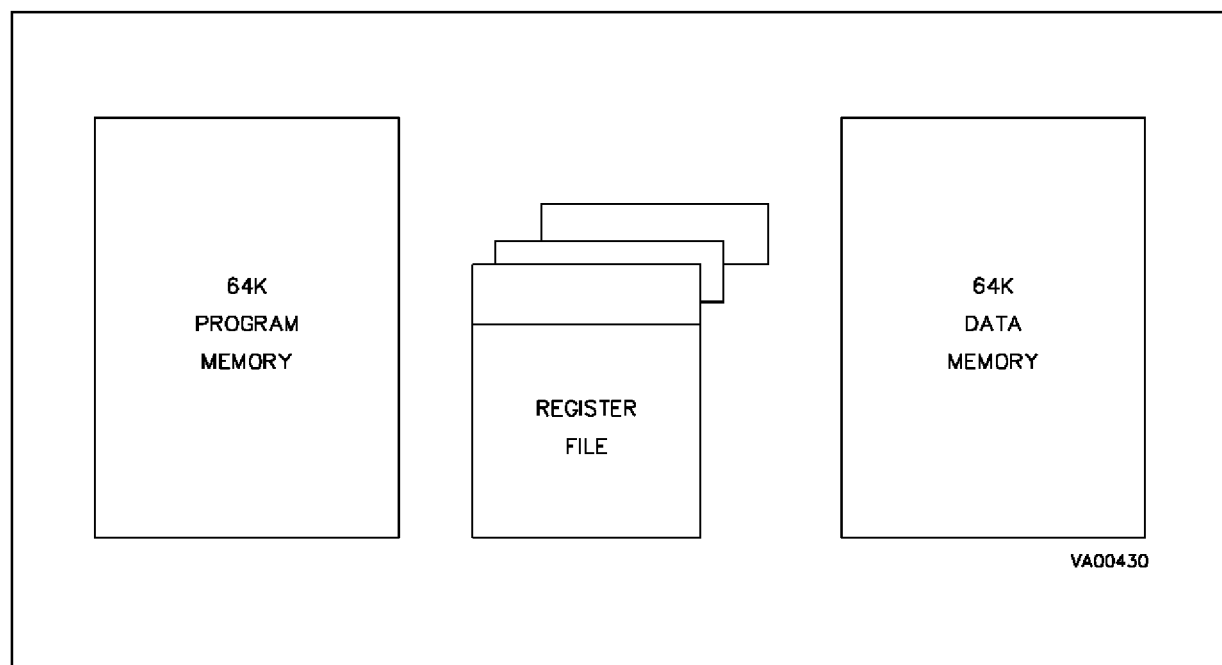 64K
PROGRAM
MEMORY
REGISTER
FILE
64K
DATA
MEMORY
VA00430